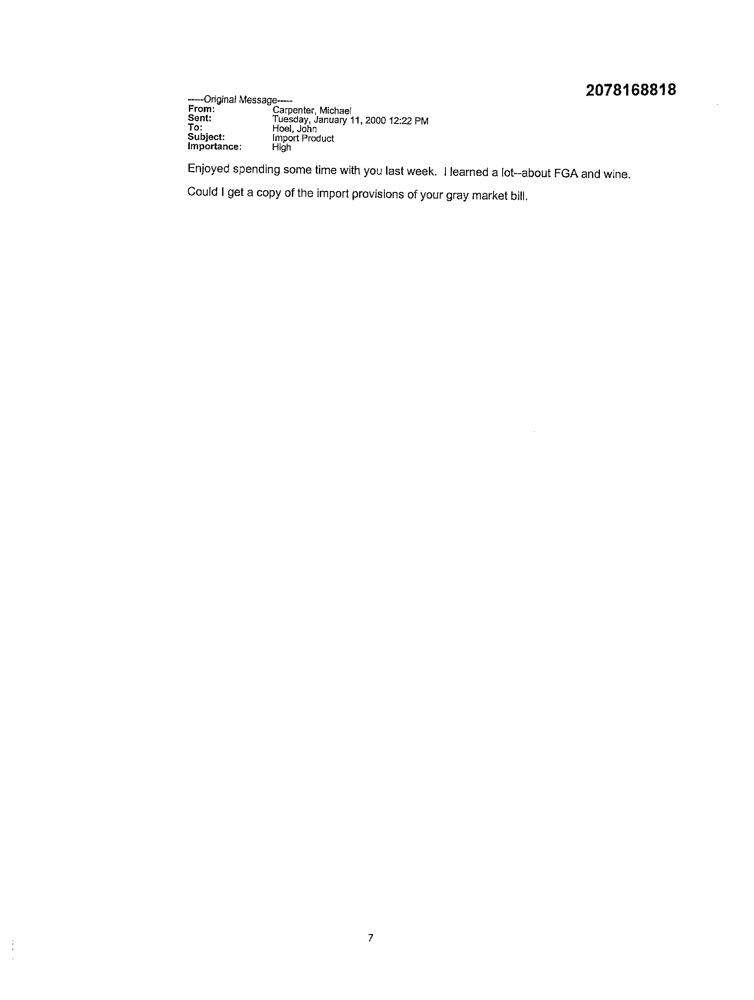 2078168818
-----Original Message-----
From: Carpenter, Michael
Sent: Tuesday, January 11, 2000 12:22 PM
To: Hoel, John
Subject: Import Product
Importance: High
Enjoyed spending some time with you last week. I learned a lot--about FGA and wine.
Could I get a copy of the import provisions of your gray market bill.
7